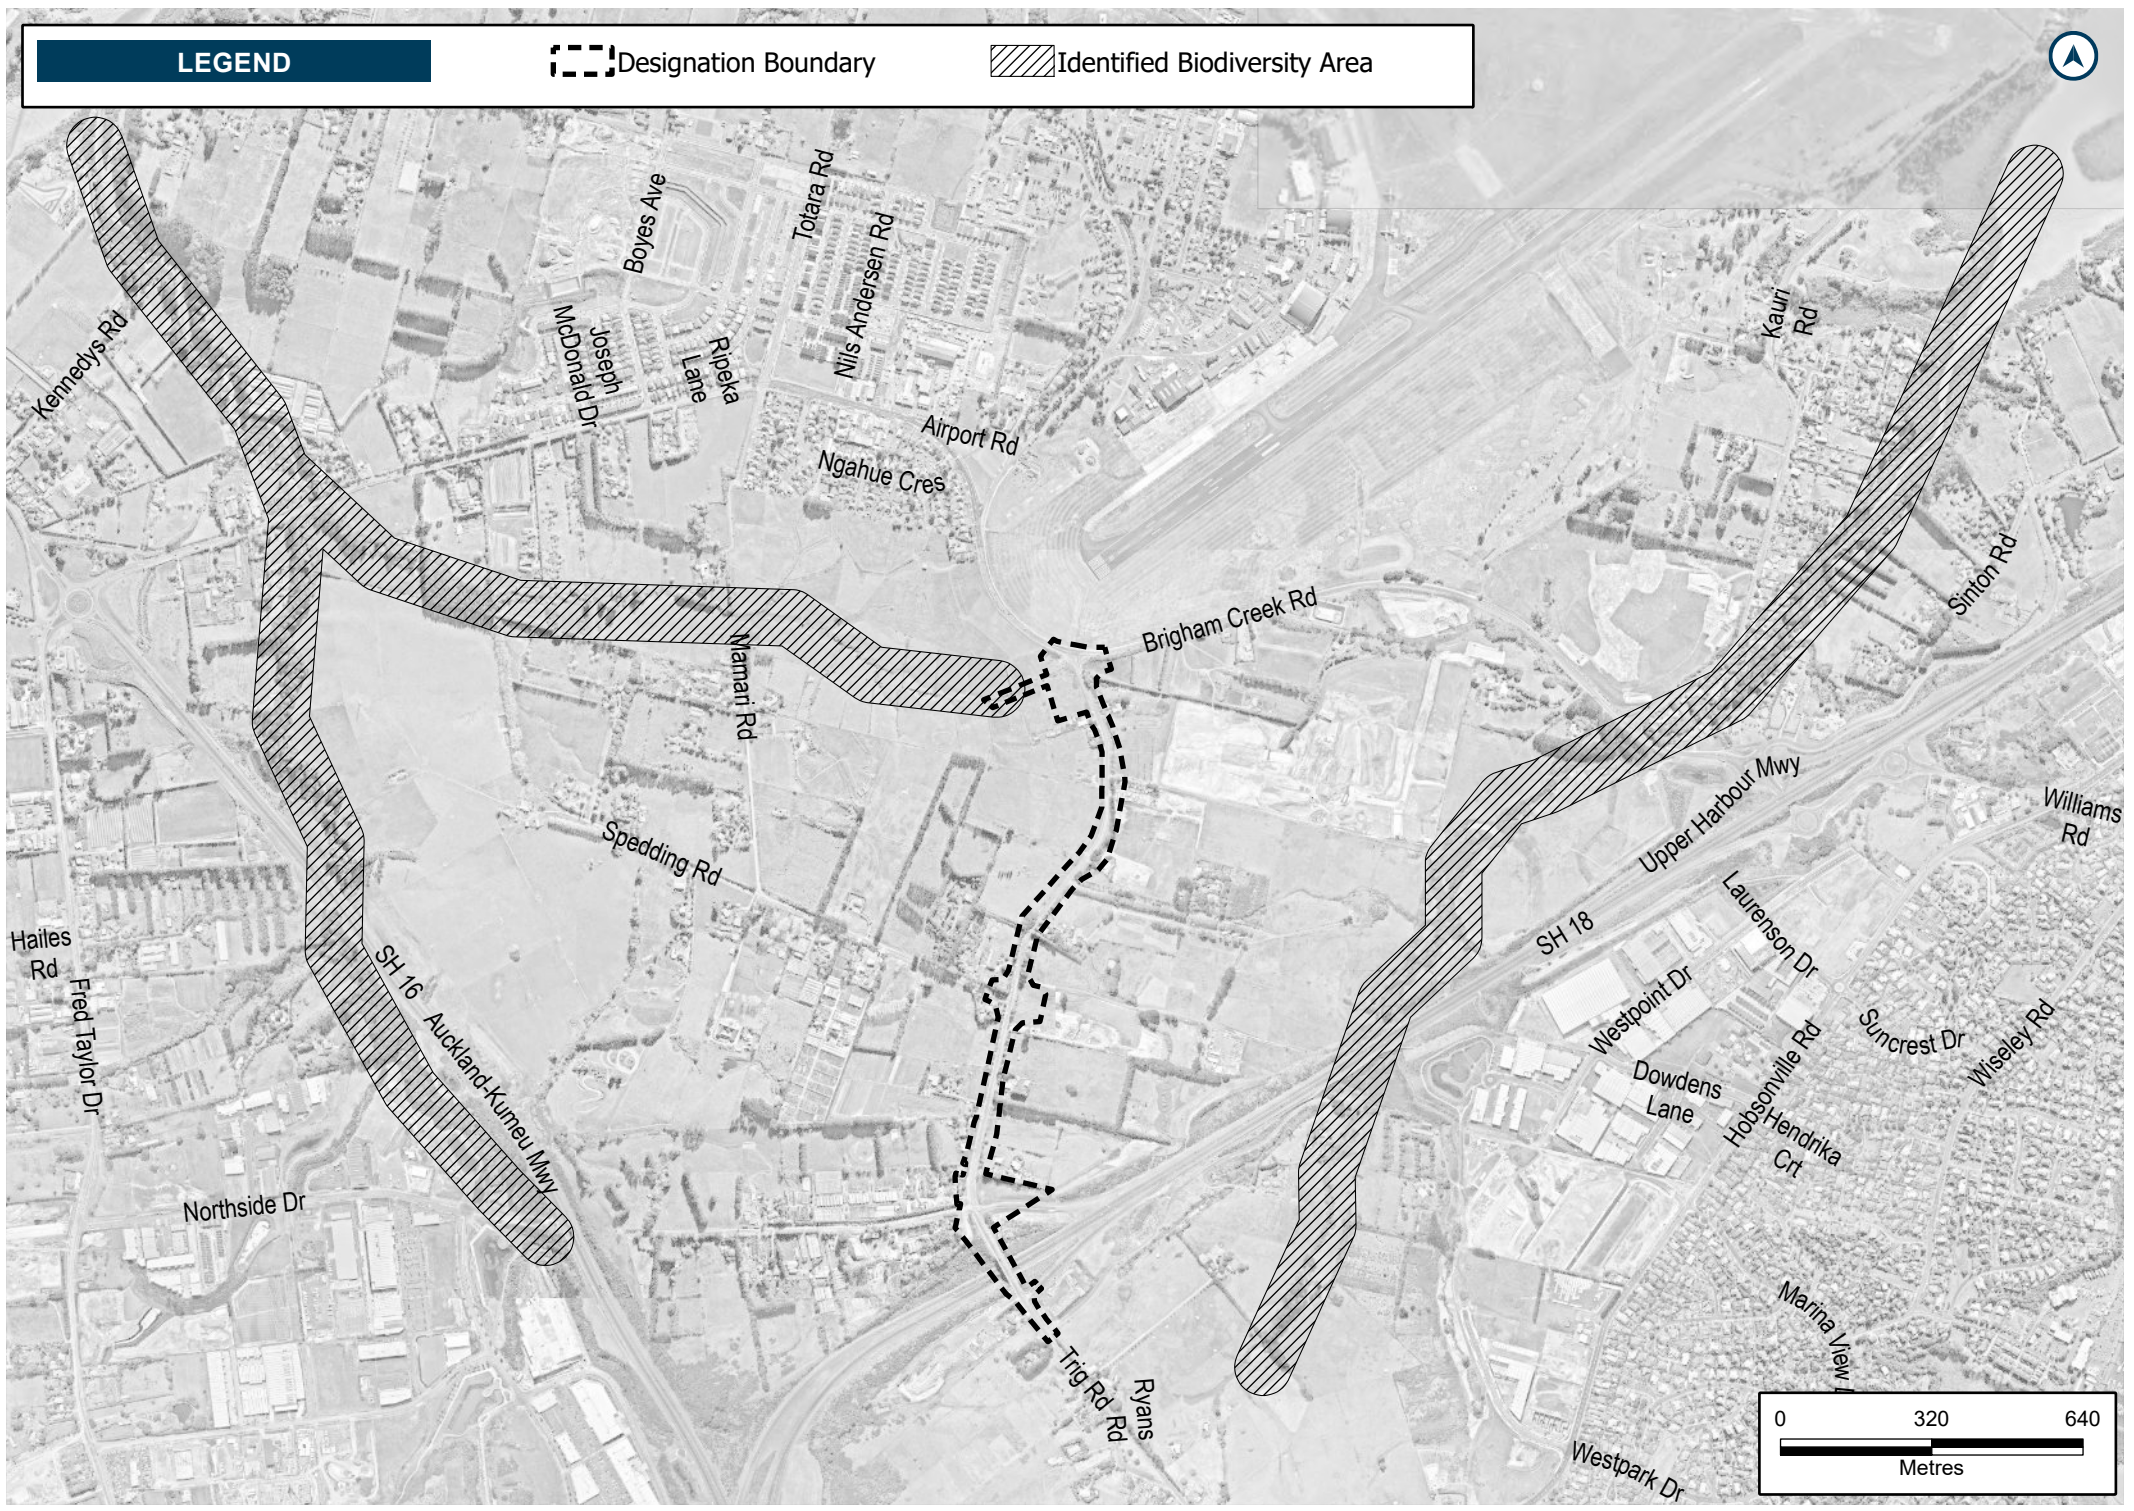 LEGEND
Designation Boundary
Identified Biodiversity Area
Boyes Ave
Totara Rd
Nils Andersen Rd
Kauri
Rd
Kennedys Rd
Joseph
McDonald Dr
Ripeka
Lane
Airport Rd
Ngahue Cres
Sinton Rd
Brigham Creek Rd
Mamari Rd
Upper Harbour Mwy
Williams
Rd
Spedding Rd
Laurenson Dr
SH 18
Hailes
Rd
SH 16
Auckland-Kumeu Mwy
Fred Taylor Dr
Westpoint Dr
Suncrest Dr
Wiseley Rd
Dowdens
Lane
Hobsonville Rd
Hendrika
Crt
Northside Dr
Marina View
Trig Rd
Ryans
Rd
Westpark Dr
0 320 640
Metres